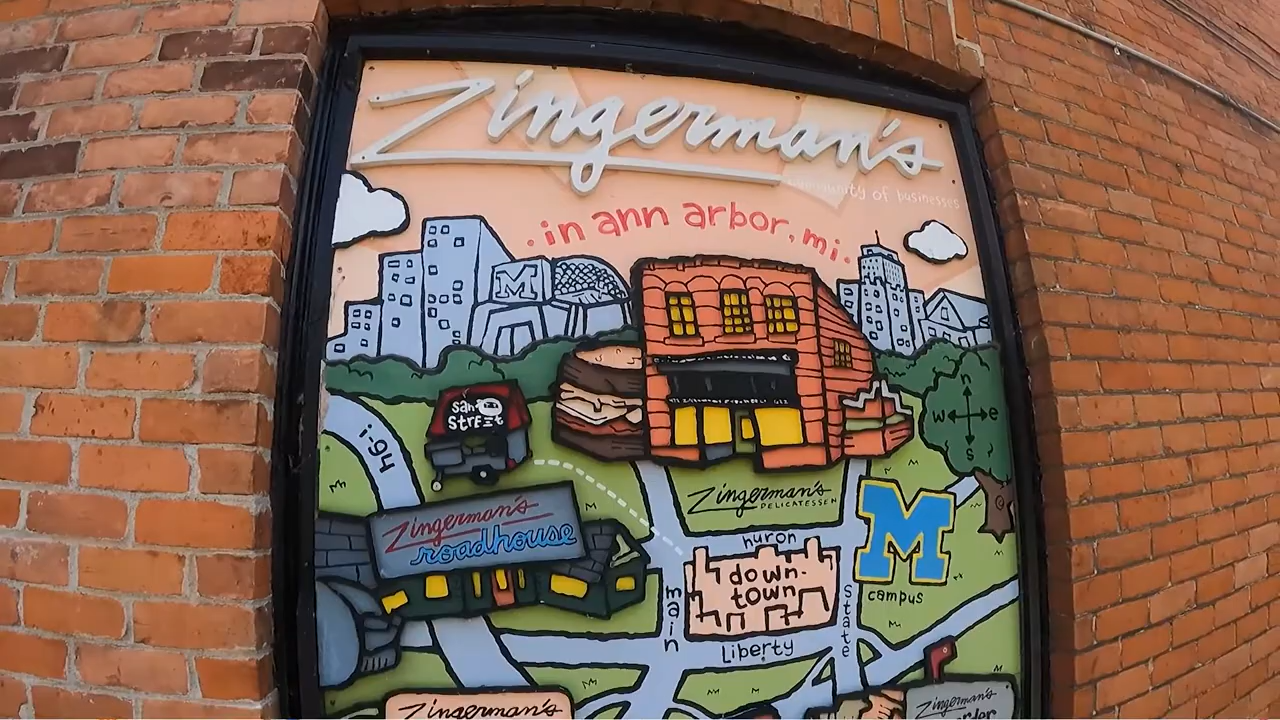 Zingerman's
community of businesses
. in ann arbor, mi.
M
san
street
n
w e
s
i-94
Zingerman's
DELICATESSEN
Zingerman's
roadhouse
M
huron
down-
town
campus
main
state
Liberty
Zingerman's
Zingerman's